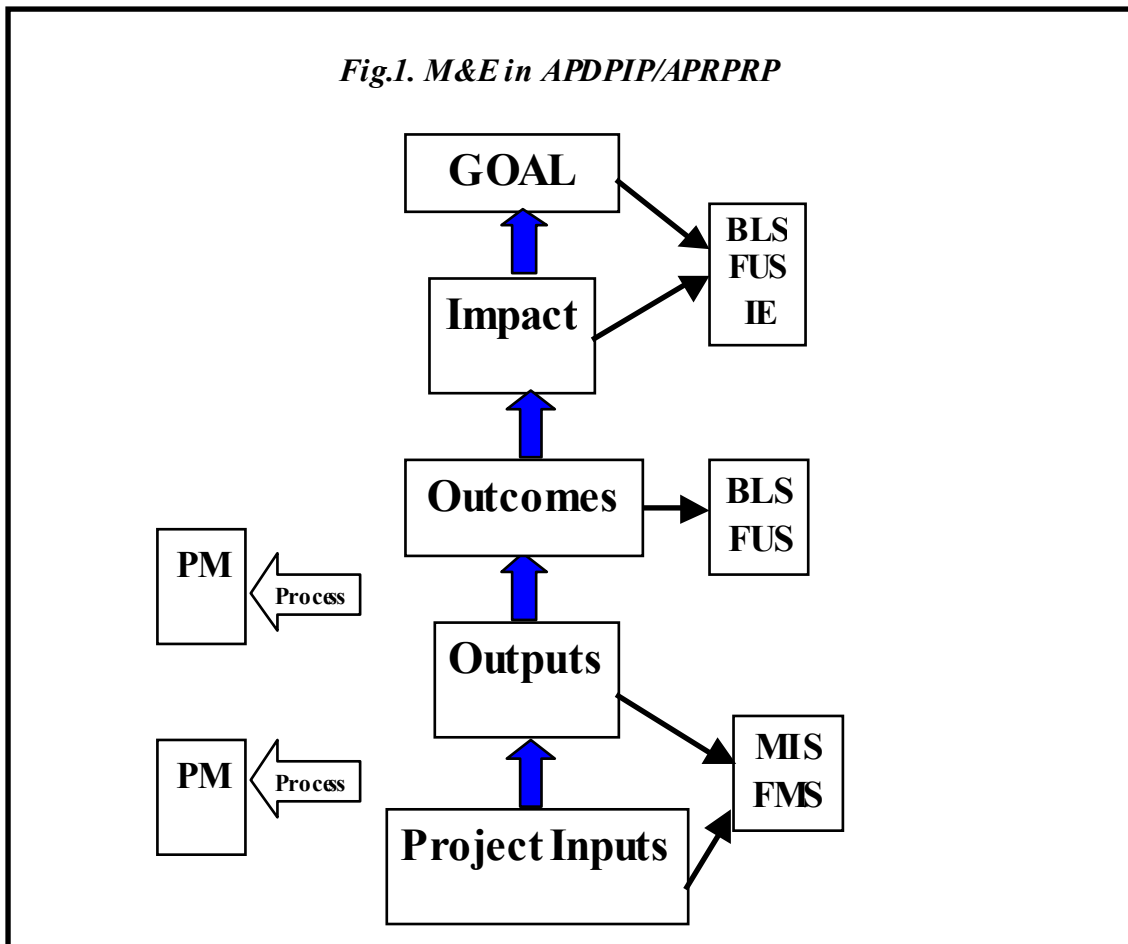 Fig.1. M&E in APDPIP/APRPRP
GOAL
BLS
FUS
IE
Impact
Outcomes
BLS
FUS
PM
Process
Outputs
MIS
FMS
PM
Process
Project Inputs